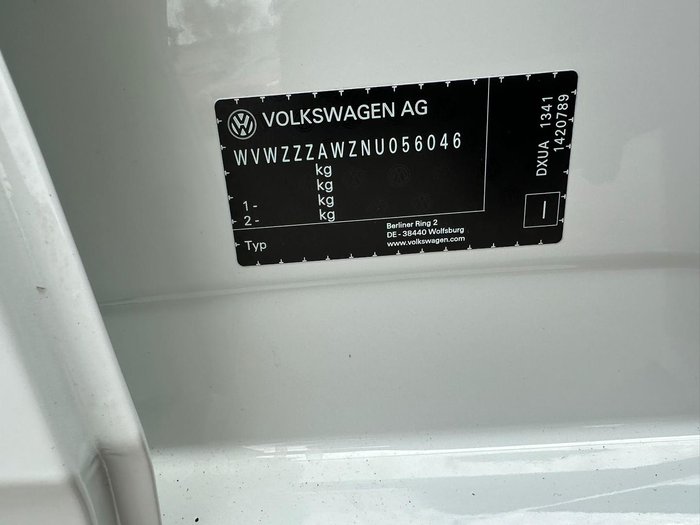 VOLKSWAGEN AG
WVWZZZAWZNU056046
kg
kg
1 - kg
2 - kg
Typ
Berliner Ring 2
DE - 38440 Wolfsburg
www.volkswagen.com
DXUA 1341
1420789
I